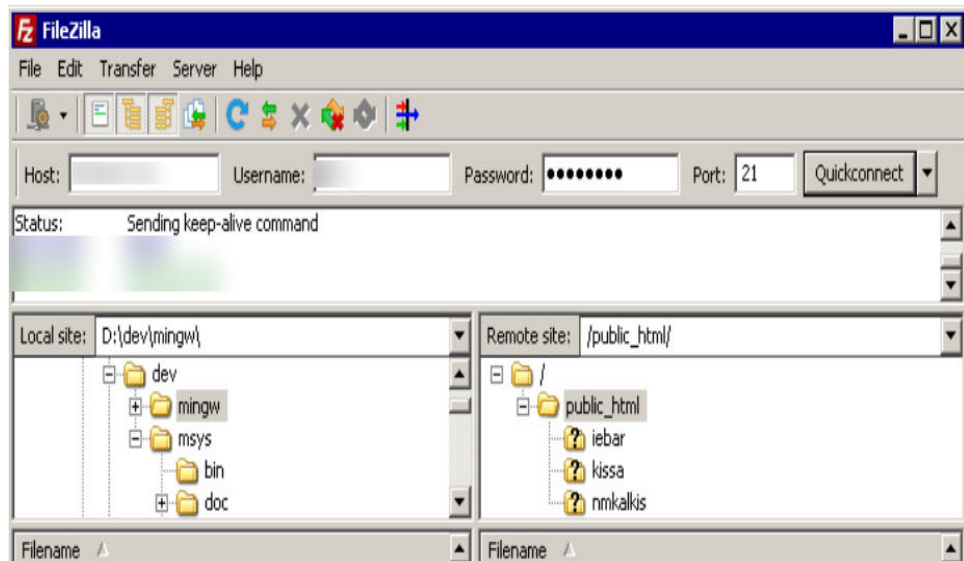 FileZilla
File Edit Transfer Server Help
Host: Username: Password: ●●●●●●●● Port: 21 Quickconnect
Status: Sending keep-alive command
Local site: D:\dev\mingw\
Remote site: /public_html/
dev
mingw
msys
bin
doc
/
public_html
iebar
kissa
nmkalkis
Filename
Filename